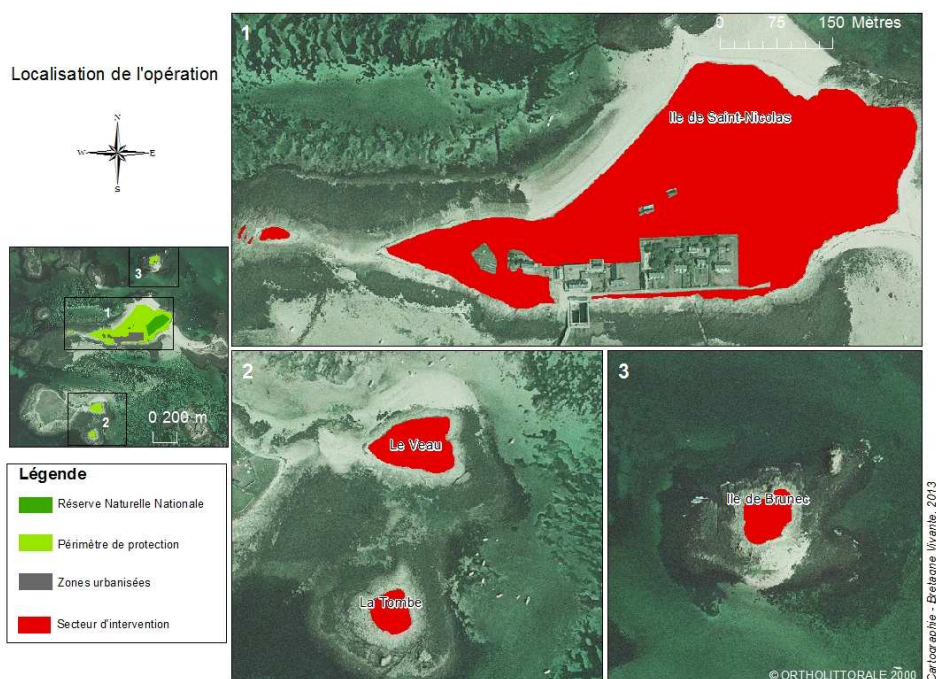 Localisation de l'opération
N
W
E
S
3
1
2
0 200 m
Légende
Réserve Naturelle Nationale
Périmètre de protection
Zones urbanisées
Secteur d'intervention
1
0 75 150 Mètres
Ile de Saint-Nicolas
2
Le Veau
La Tombe
3
Ile de Brunec
© ORTHOLITTORALE 2000
Cartographie - Bretagne Vivante, 2013